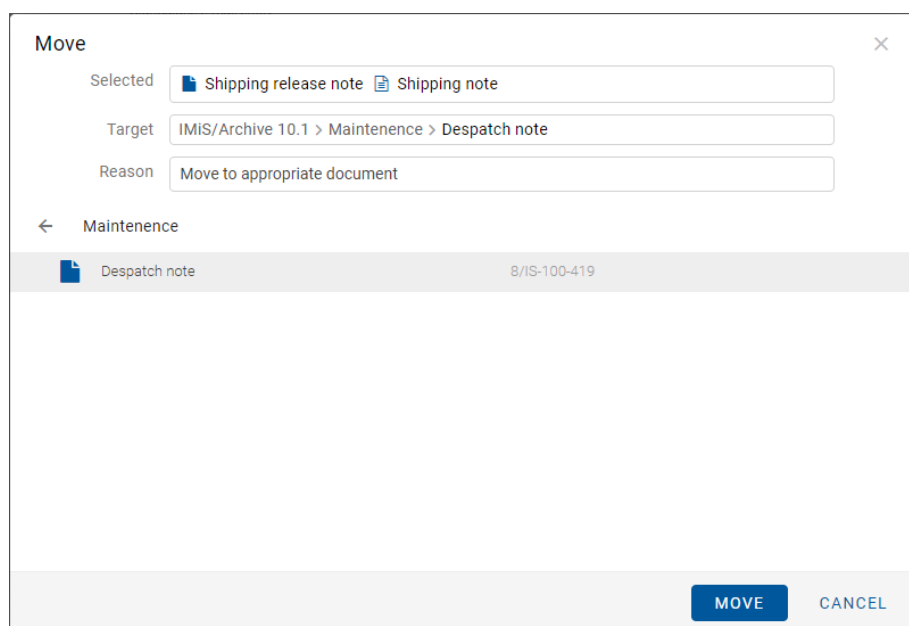 Move
Selected Shipping release note Shipping note
Target IMiS/Archive 10.1 > Maintenence > Despatch note
Reason Move to appropriate document
Maintenence
Despatch note 8/IS-100-419
MOVE CANCEL